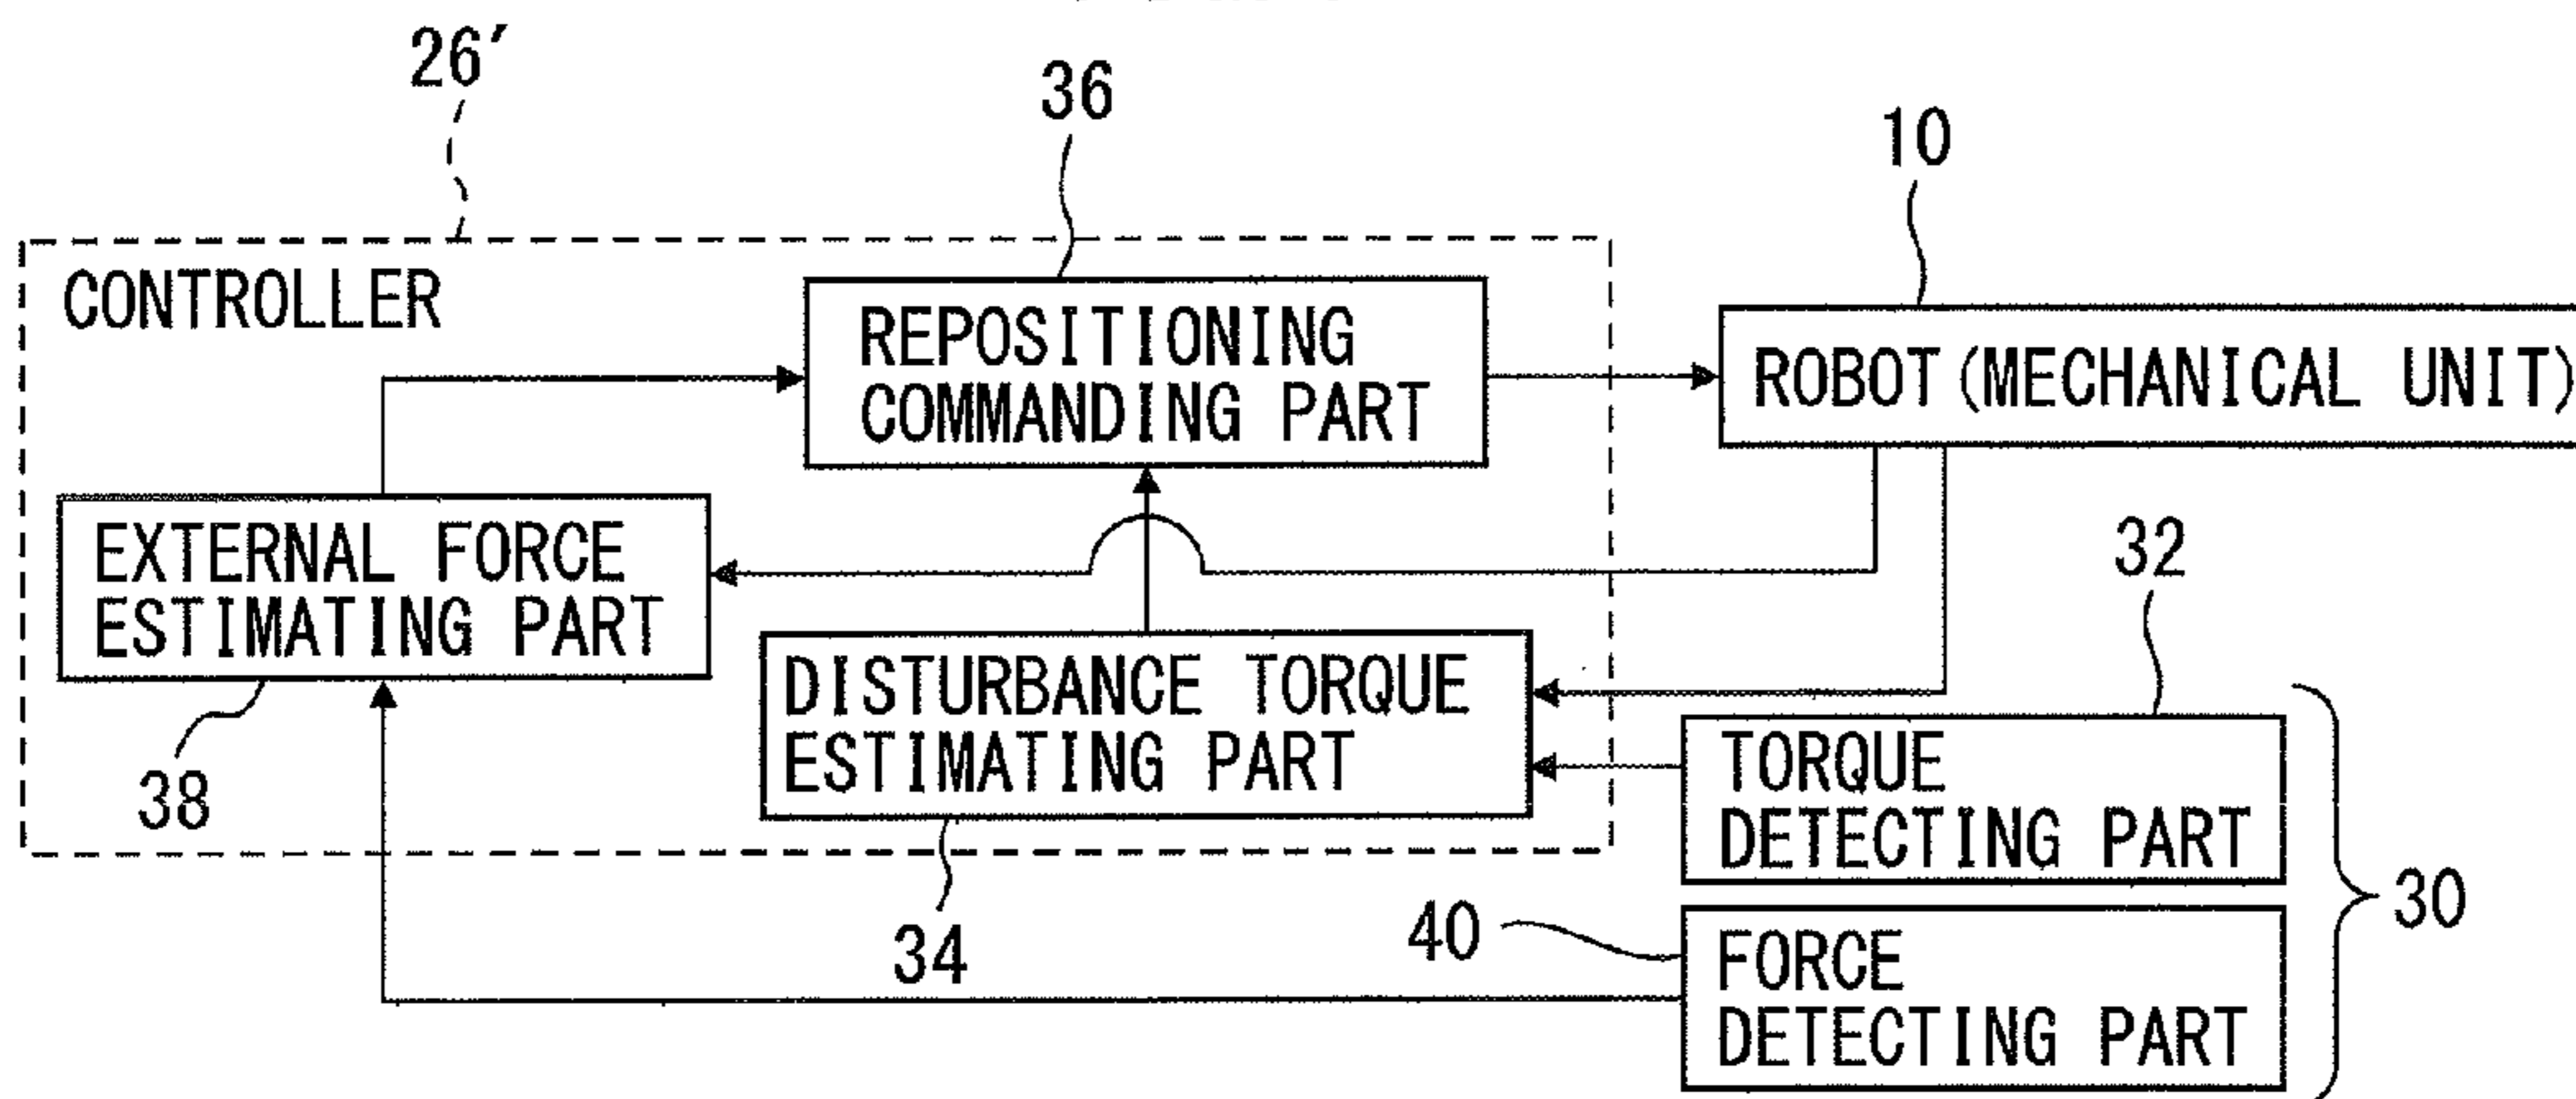 26′
36
10
CONTROLLER
REPOSITIONING
COMMANDING PART
ROBOT (MECHANICAL UNIT)
EXTERNAL FORCE
ESTIMATING PART
32
DISTURBANCE TORQUE
ESTIMATING PART
38
TORQUE
DETECTING PART
34
30
40
FORCE
DETECTING PART